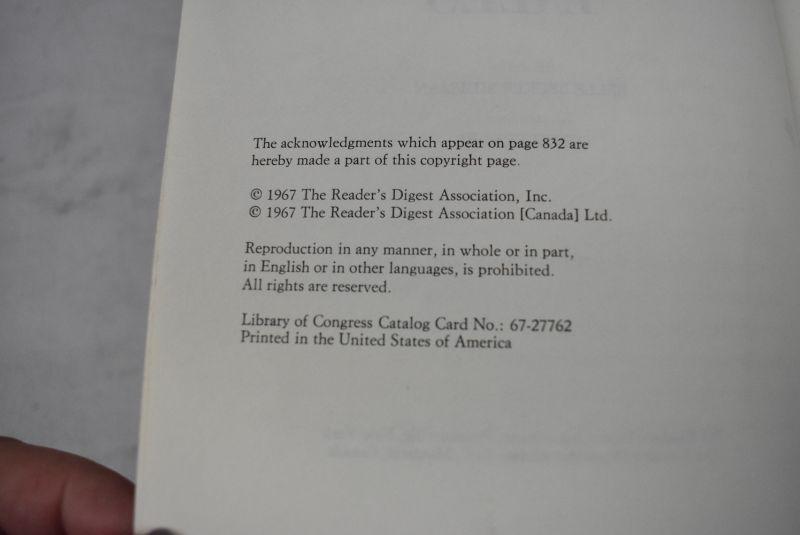 The acknowledgments which appear on page 832 are
hereby made a part of this copyright page.
© 1967 The Reader's Digest Association, Inc.
© 1967 The Reader's Digest Association [Canada] Ltd.
Reproduction in any manner, in whole or in part,
in English or in other languages, is prohibited.
All rights are reserved.
Library of Congress Catalog Card No.: 67-27762
Printed in the United States of America